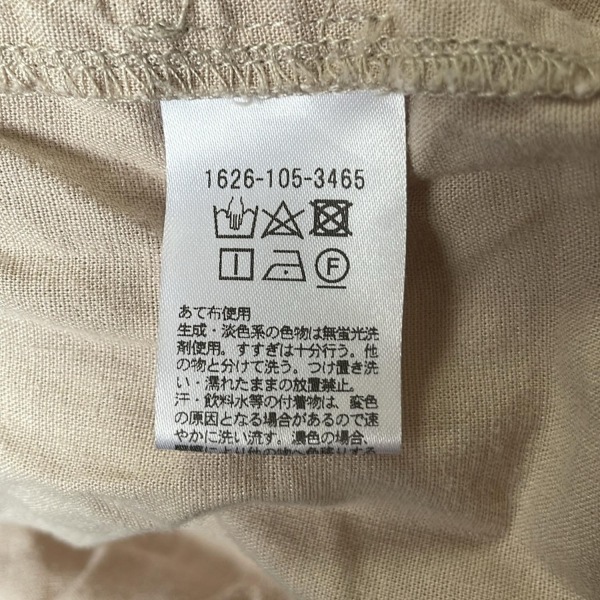 1626-105-3465
F
あて布使用
生成・淡色系の色物は無蛍光洗
剤使用。すすぎは十分行う。他
の物と分けて洗う。つけ置き洗
い・濡れたままの放置禁止。
汗・飲料水等の付着物は、変色
の原因となる場合があるので速
やかに洗い流す。濃色の場合、